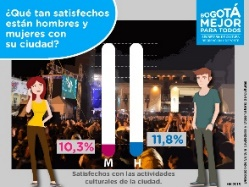 ¿Qué tan satisfechos
están hombres y
mujeres con
su ciudad?
BOGOTÁ
MEJOR
PARA TODOS
10,3%
11,8%
M H
Satisfechos con las actividades
culturales de la ciudad.